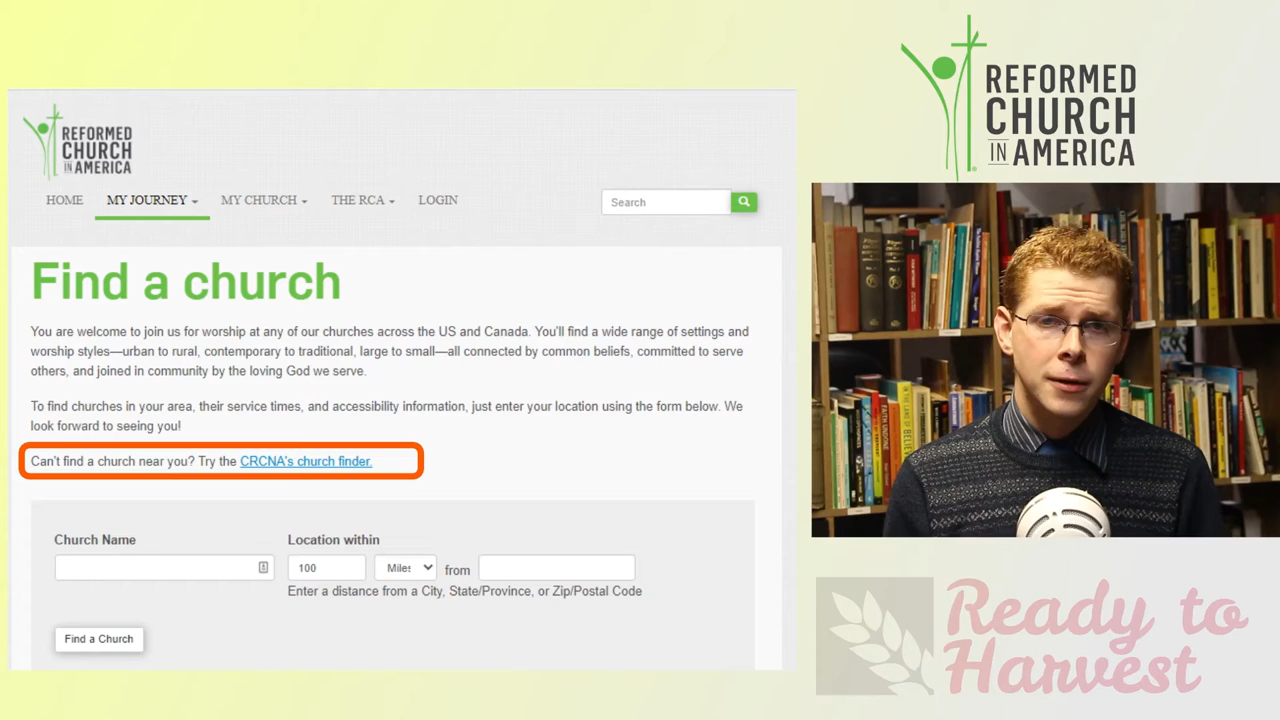 REFORMED
CHURCH
IN AMERICA
HOME MY JOURNEY MY CHURCH THE RCA LOGIN
Search
Find a church
You are welcome to join us for worship at any of our churches across the US and Canada. You'll find a wide range of settings and
worship styles—urban to rural, contemporary to traditional, large to small—all connected by common beliefs, committed to serve
others, and joined in community by the loving God we serve.
To find churches in your area, their service times, and accessibility information, just enter your location using the form below. We
look forward to seeing you!
Can't find a church near you? Try the CRCNA's church finder.
Church Name
Location within
100 Miles from
Enter a distance from a City, State/Province, or Zip/Postal Code
Find a Church
REFORMED
CHURCH
IN AMERICA
Ready to
Harvest